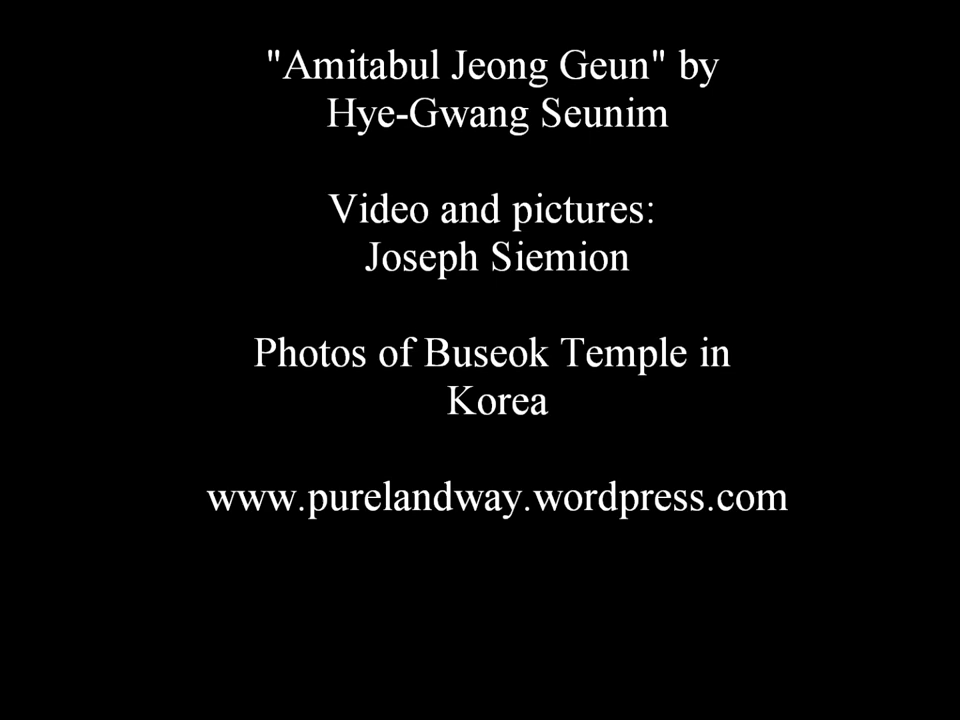 "Amitabul Jeong Geun" by
Hye-Gwang Seunim
Video and pictures:
Joseph Siemion
Photos of Buseok Temple in
Korea
www.purelandway.wordpress.com